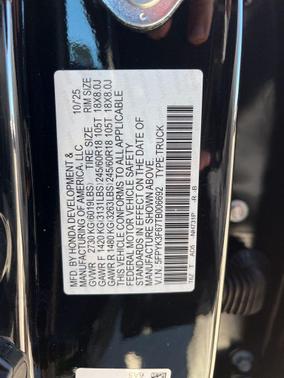 MFD. BY HONDA DEVELOPMENT & 10/25
MANUFACTURING OF AMERICA, LLC
GVWR 2730 KG(6019LBS) TIRE SIZE RIM SIZE
GAWR F 1420 KG(3131LBS) 245/60R18 105T 18X8.0J
GAWR R 1480 KG(3263LBS) 245/60R18 105T 18X8.0J
THIS VEHICLE CONFORMS TO ALL APPLICABLE
FEDERAL MOTOR VEHICLE SAFETY
STANDARDS IN EFFECT ON THE DATE OF
MANUFACTURE SHOWN ABOVE.
V.I.N. 5FPYK3F67TB006692 TYPE:TRUCK